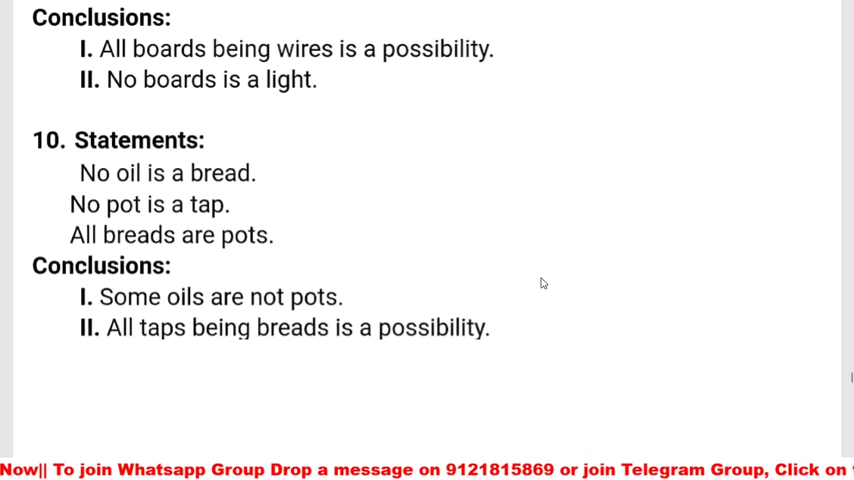 Conclusions:
I. All boards being wires is a possibility.
II. No boards is a light.
10. Statements:
No oil is a bread.
No pot is a tap.
All breads are pots.
Conclusions:
I. Some oils are not pots.
II. All taps being breads is a possibility.
Now|| To join Whatsapp Group Drop a message on 9121815869 or join Telegram Group, Click on